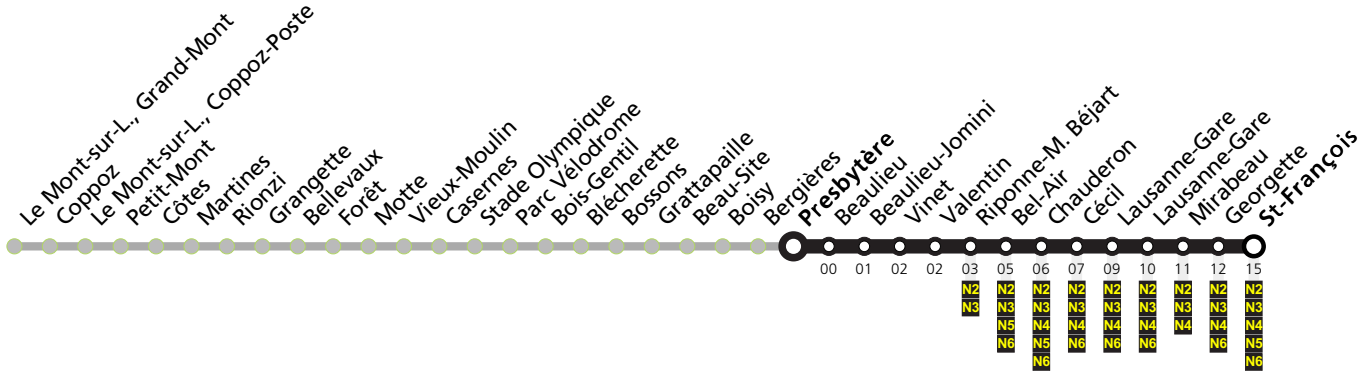 Le Mont-sur-L., Grand-Mont
Coppoz
Le Mont-sur-L., Coppoz-Poste
Petit-Mont
Côtes
Martines
Rionzi
Grangette
Bellevaux
Forêt
Motte
Vieux-Moulin
Casernes
Stade Olympique
Parc Vélodrome
Bois-Gentil
Blécherette
Bossons
Grattapaille
Beau-Site
Boisy
Bergières
Presbytère
Beaulieu
Beaulieu-Jomini
Vinet
Valentin
Riponne-M. Béjart
Bel-Air
Chauderon
Cécil
Lausanne-Gare
Lausanne-Gare
Mirabeau
Georgette
St-François
00 01 02 02 03 05 06 07 09 10 11 12 15
N2 N2 N2 N2 N2 N2 N2 N2 N2
N3 N3 N3 N3 N3 N3 N3 N3 N3
N5 N4 N4 N4 N4 N4 N4 N4
N6 N5 N6 N6 N6 N6 N5
N6 N6